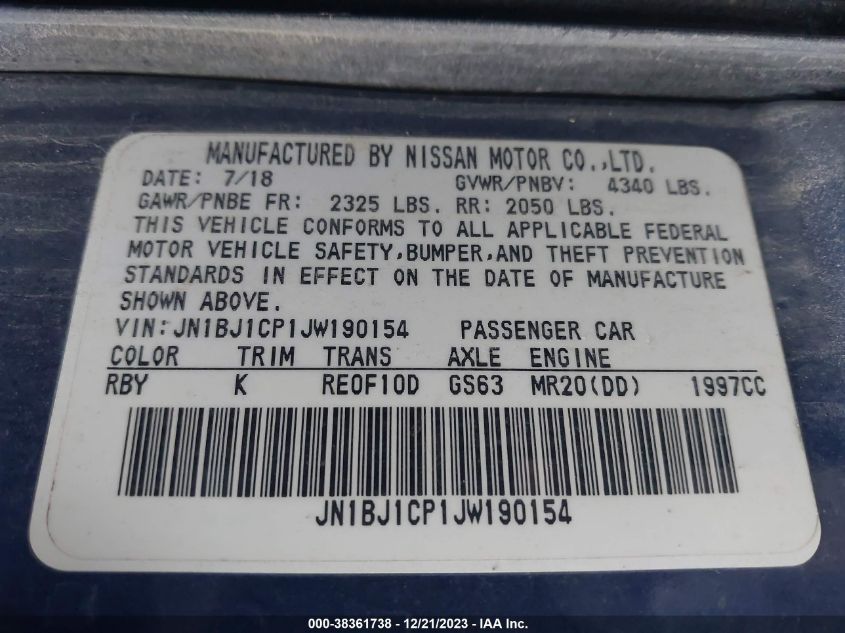 MANUFACTURED BY NISSAN MOTOR CO.,LTD.
DATE: 7/18 GVWR/PNBV: 4340 LBS.
GAWR/PNBE FR: 2325 LBS. RR: 2050 LBS.
THIS VEHICLE CONFORMS TO ALL APPLICABLE FEDERAL
MOTOR VEHICLE SAFETY,BUMPER,AND THEFT PREVENTION
STANDARDS IN EFFECT ON THE DATE OF MANUFACTURE
SHOWN ABOVE.
VIN:JN1BJ1CP1JW190154 PASSENGER CAR
COLOR TRIM TRANS AXLE ENGINE
RBY K RE0F10D GS63 MR20(DD) 1997CC
JN1BJ1CP1JW190154
000-38361738 - 12/21/2023 - IAA Inc.